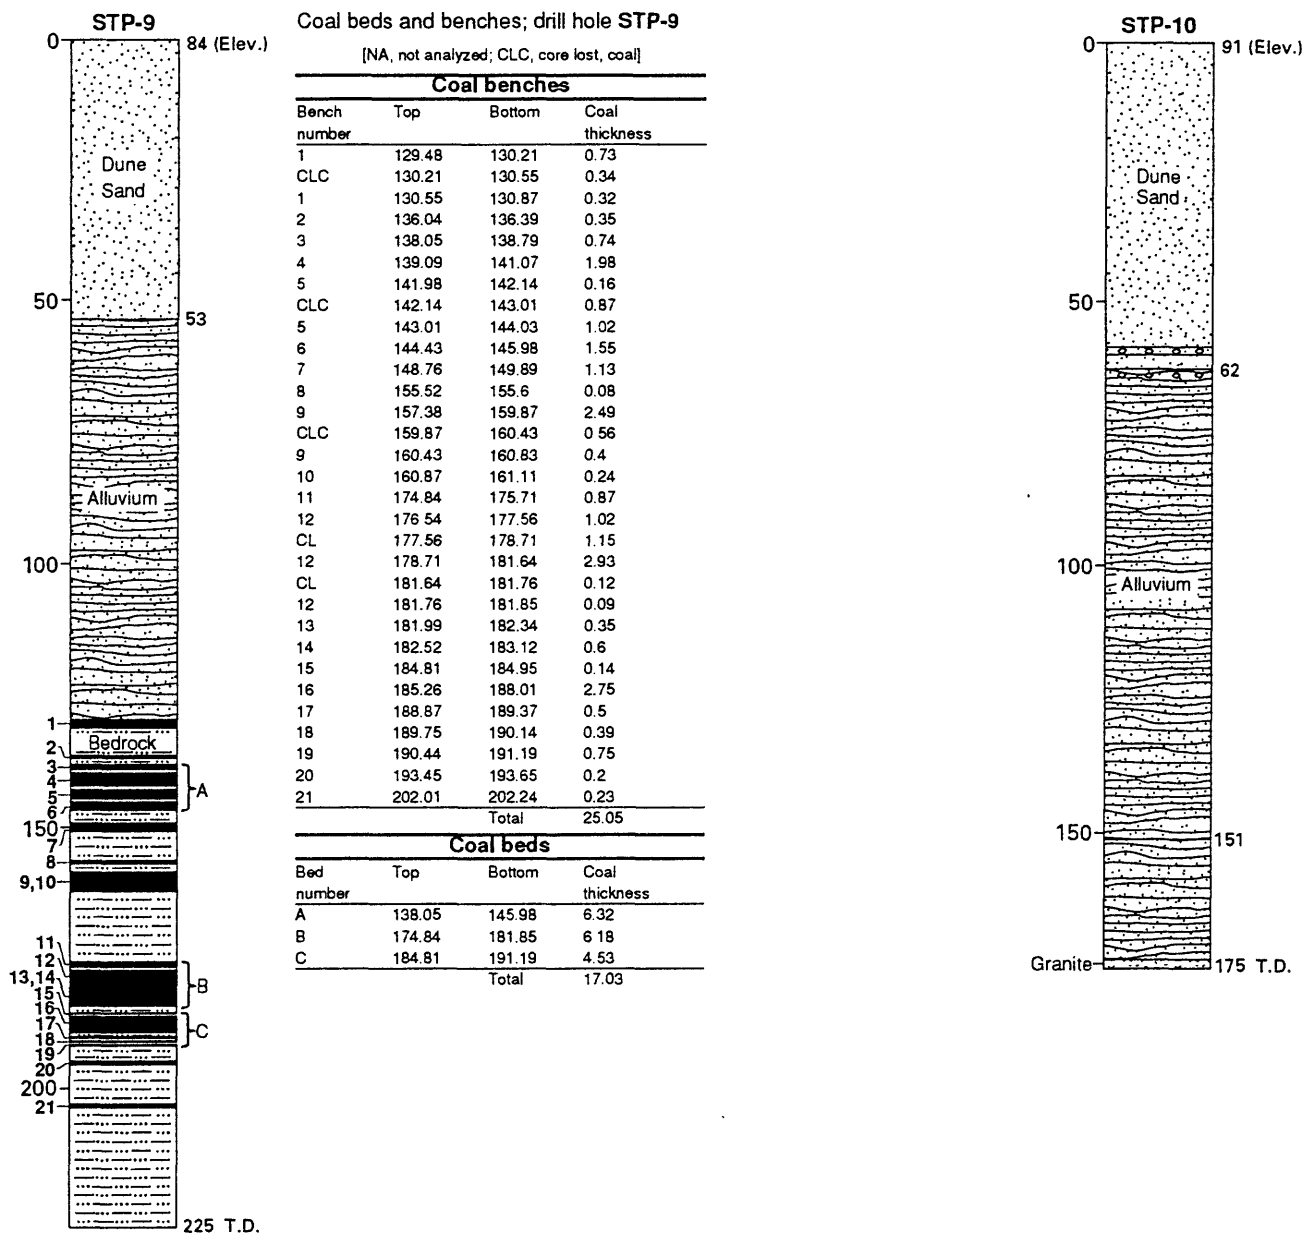 STP-9
0
84 (Elev.)
Dune
Sand
50
53
Alluvium
100
1
Bedrock
2
3
4
A
5
6
150
7
8
9,10
11
12
13,14
B
15
16
17
C
18
19
20
200
21
225 T.D.
Coal beds and benches; drill hole STP-9
[NA, not analyzed; CLC, core lost, coal]
Coal benches
Bench Top Bottom Coal
number thickness
1 129.48 130.21 0.73
CLC 130.21 130.55 0.34
1 130.55 130.87 0.32
2 136.04 136.39 0.35
3 138.05 138.79 0.74
4 139.09 141.07 1.98
5 141.98 142.14 0.16
CLC 142.14 143.01 0.87
5 143.01 144.03 1.02
6 144.43 145.98 1.55
7 148.76 149.89 1.13
8 155.52 155.6 0.08
9 157.38 159.87 2.49
CLC 159.87 160.43 0 56
9 160.43 160.83 0.4
10 160.87 161.11 0.24
11 174.84 175.71 0.87
12 176 54 177.56 1.02
CL 177.56 178.71 1.15
12 178.71 181.64 2.93
CL 181.64 181.76 0.12
12 181.76 181.85 0.09
13 181.99 182.34 0.35
14 182.52 183.12 0.6
15 184.81 184.95 0.14
16 185.26 188.01 2.75
17 188.87 189.37 0.5
18 189.75 190.14 0.39
19 190.44 191.19 0.75
20 193.45 193.65 0.2
21 202.01 202.24 0.23
Total 25.05
Coal beds
Bed Top Bottom Coal
number thickness
A 138.05 145.98 6.32
B 174.84 181.85 6 18
C 184.81 191.19 4.53
Total 17.03
STP-10
0
91 (Elev.)
Dune
Sand
50
62
100
Alluvium
150
151
Granite
175 T.D.